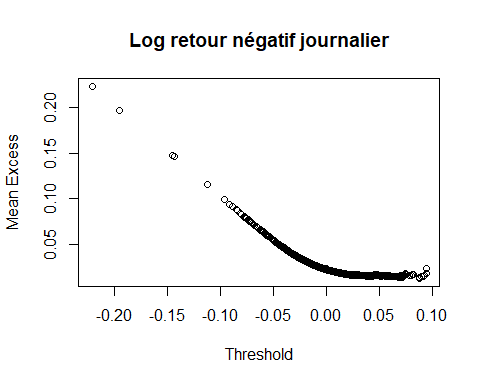 Log retour négatif journalier
Mean Excess
0.20
0.15
0.10
0.05
-0.20 -0.15 -0.10 -0.05 0.00 0.05 0.10
Threshold